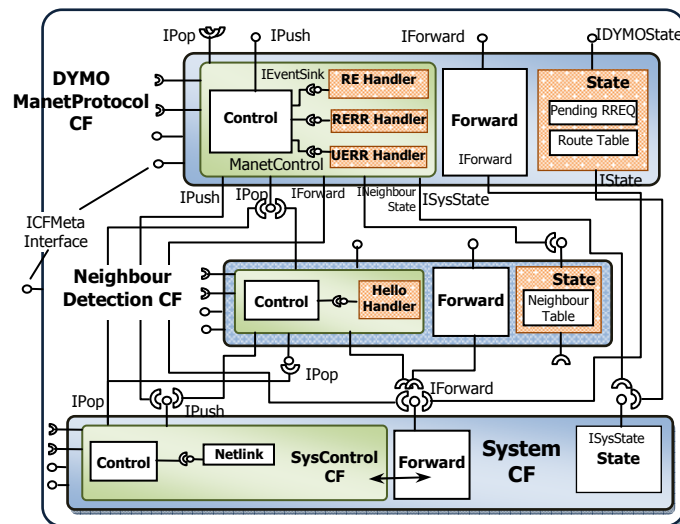 IPop
IPush
IForward
IDYMOState
DYMO
ManetProtocol
CF
IEventSink
RE Handler
Control
RERR Handler
UERR Handler
ManetControl
Forward
IForward
State
Pending RREQ
Route Table
IState
IPush
IPop
IForward
INeighbour
State
ISysState
ICFMeta
Interface
Neighbour
Detection CF
Control
Hello
Handler
Forward
State
Neighbour
Table
IPop
IForward
IPop
IPush
Control
Netlink
SysControl
CF
Forward
System
CF
ISysState
State